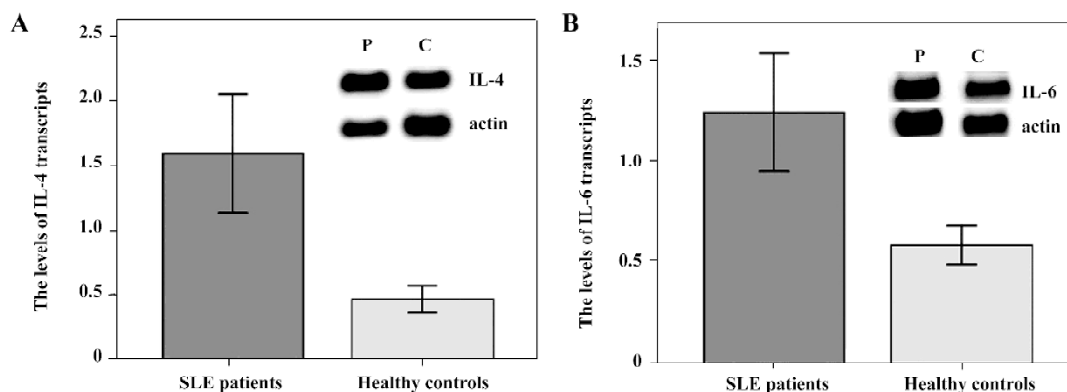 A
The levels of IL-4 transcripts
2.5
2.0
1.5
1.0
0.5
0
P C
IL-4
actin
SLE patients Healthy controls
B
The levels of IL-6 transcripts
1.5
1.0
0.5
0
P C
IL-6
actin
SLE patients Healthy controls